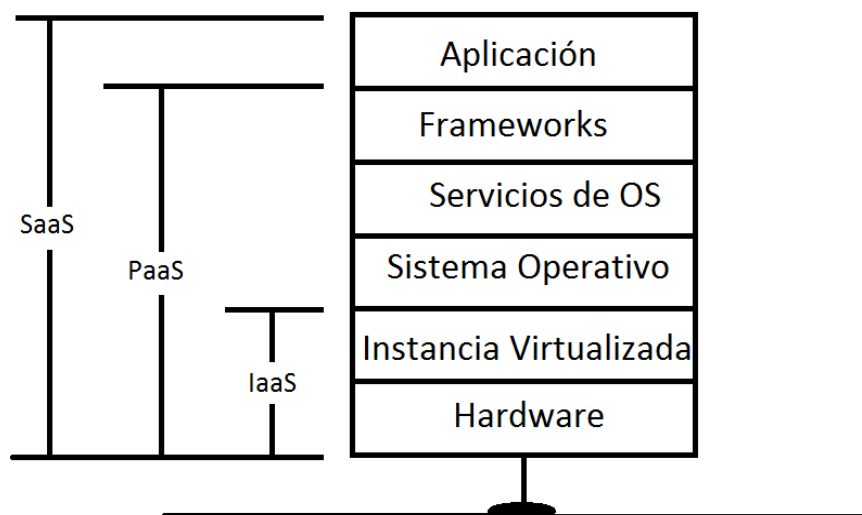 Aplicación
Frameworks
Servicios de OS
SaaS
Sistema Operativo
PaaS
Instancia Virtualizada
IaaS
Hardware